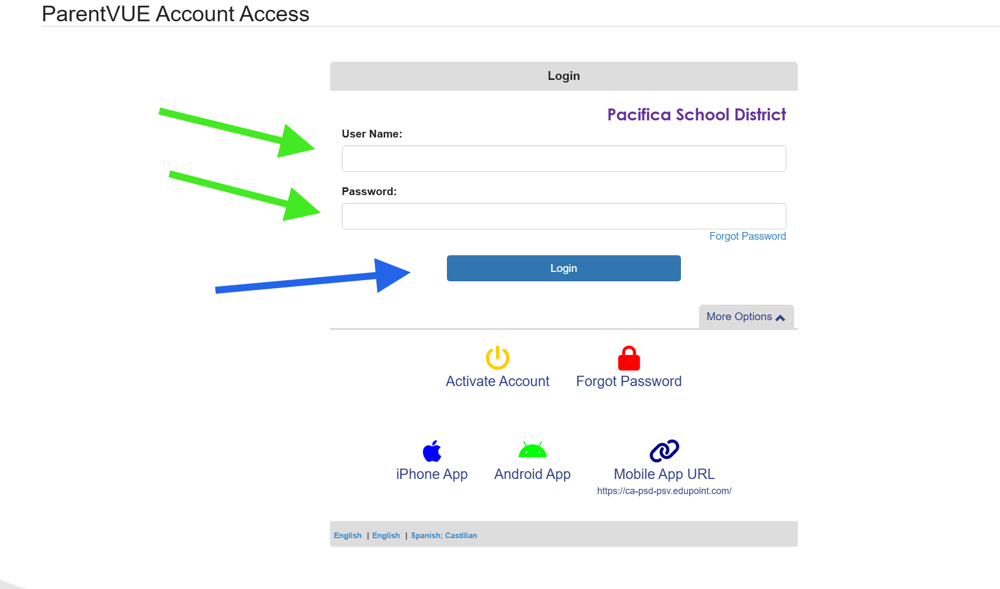 ParentVUE Account Access
Login
Pacifica School District
User Name:
Password:
Forgot Password
Login
More Options
Activate Account Forgot Password
iPhone App Android App Mobile App URL
https://ca-psd-psv.edupoint.com/
English | English | Spanish; Castilian